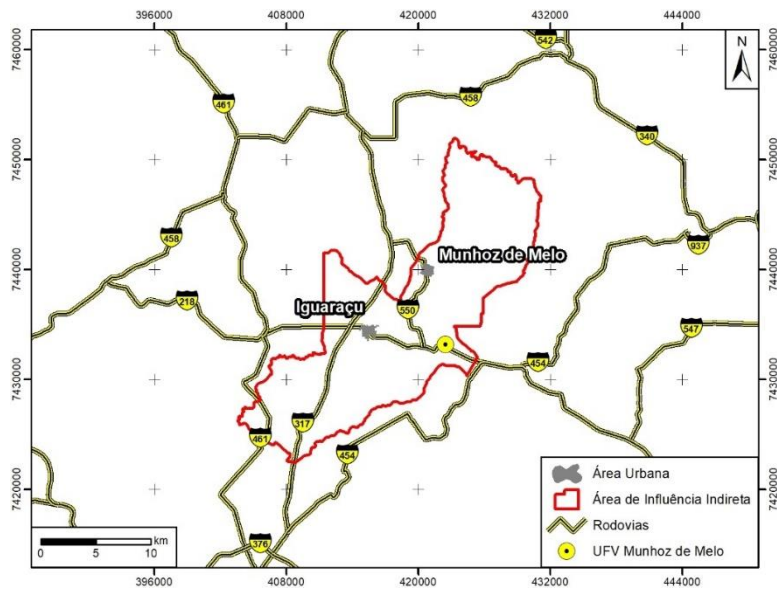 396000 408000 420000 432000 444000
7460000 7460000
N
542
461
458
340
7450000 7450000
458
937
7440000 7440000
Munhoz de Melo
218
Iguaraçu
550
547
454
7430000 7430000
317
461
454
Área Urbana
Área de Influência Indireta
7420000 7420000
Rodovias
376
km
0 5 10
UFV Munhoz de Melo
396000 408000 420000 432000 444000